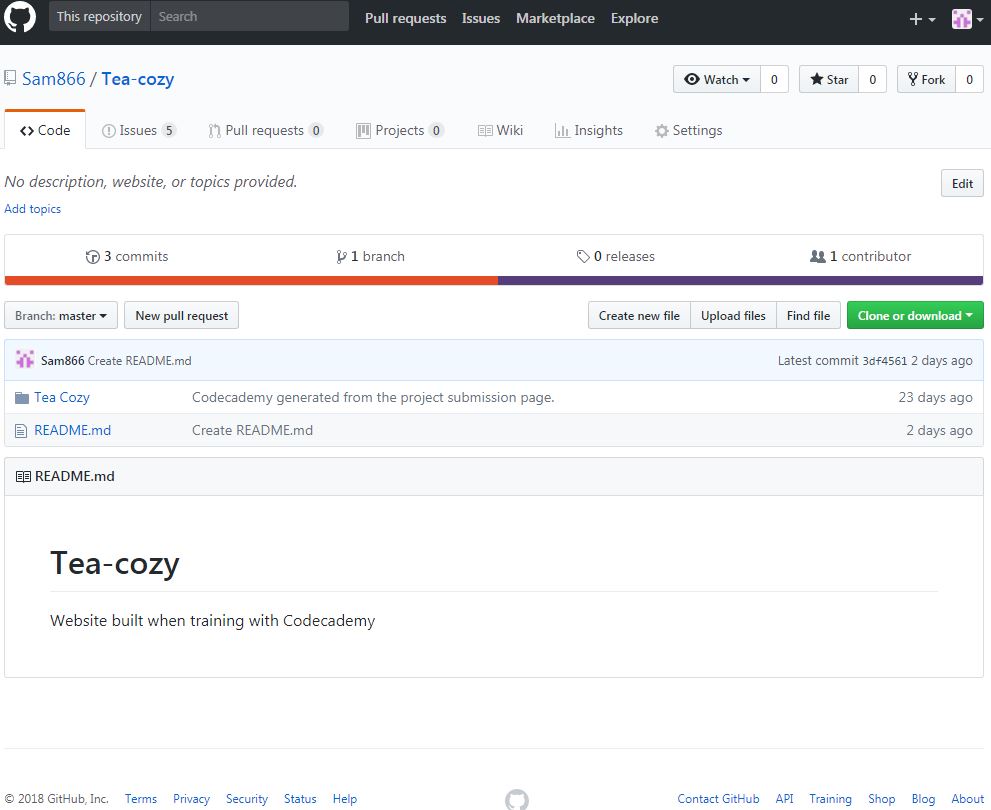 This repository Search Pull requests Issues Marketplace Explore
Sam866 / Tea-cozy Watch 0 Star 0 Fork 0
Code Issues 5 Pull requests 0 Projects 0 Wiki Insights Settings
No description, website, or topics provided. Edit
Add topics
3 commits 1 branch 0 releases 1 contributor
Branch: master New pull request Create new file Upload files Find file Clone or download
Sam866 Create README.md Latest commit 3df4561 2 days ago
Tea Cozy Codecademy generated from the project submission page. 23 days ago
README.md Create README.md 2 days ago
README.md
Tea-cozy
Website built when training with Codecademy
© 2018 GitHub, Inc. Terms Privacy Security Status Help Contact GitHub API Training Shop Blog About